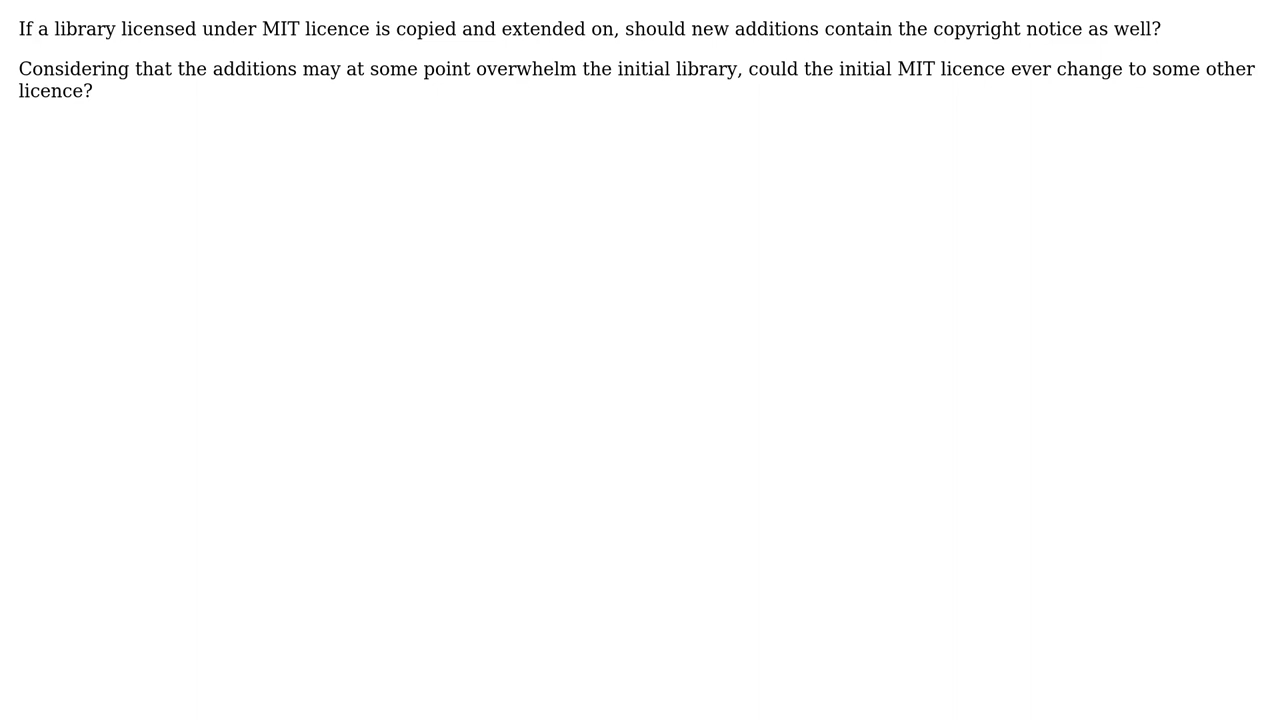 If a library licensed under MIT licence is copied and extended on, should new additions contain the copyright notice as well?
Considering that the additions may at some point overwhelm the initial library, could the initial MIT licence ever change to some other
licence?